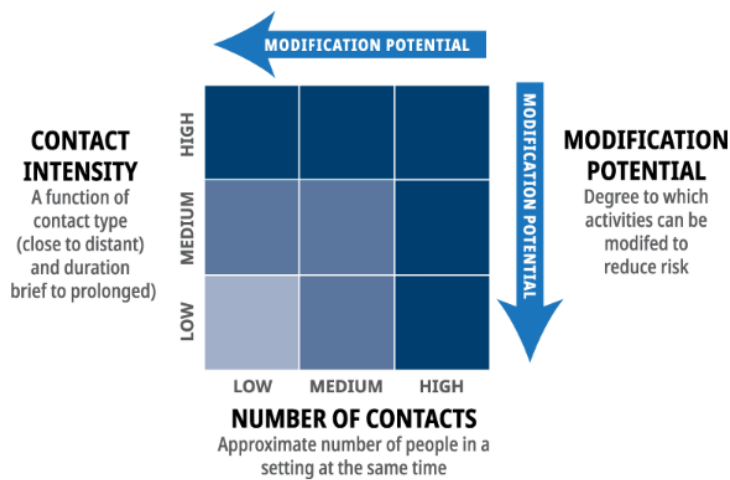 MODIFICATION POTENTIAL
CONTACT
INTENSITY
A function of
contact type
(close to distant)
and duration
brief to prolonged)
HIGH
MEDIUM
LOW
MODIFICATION POTENTIAL
MODIFICATION
POTENTIAL
Degree to which
activities can be
modifed to
reduce risk
LOW
MEDIUM
HIGH
NUMBER OF CONTACTS
Approximate number of people in a
setting at the same time